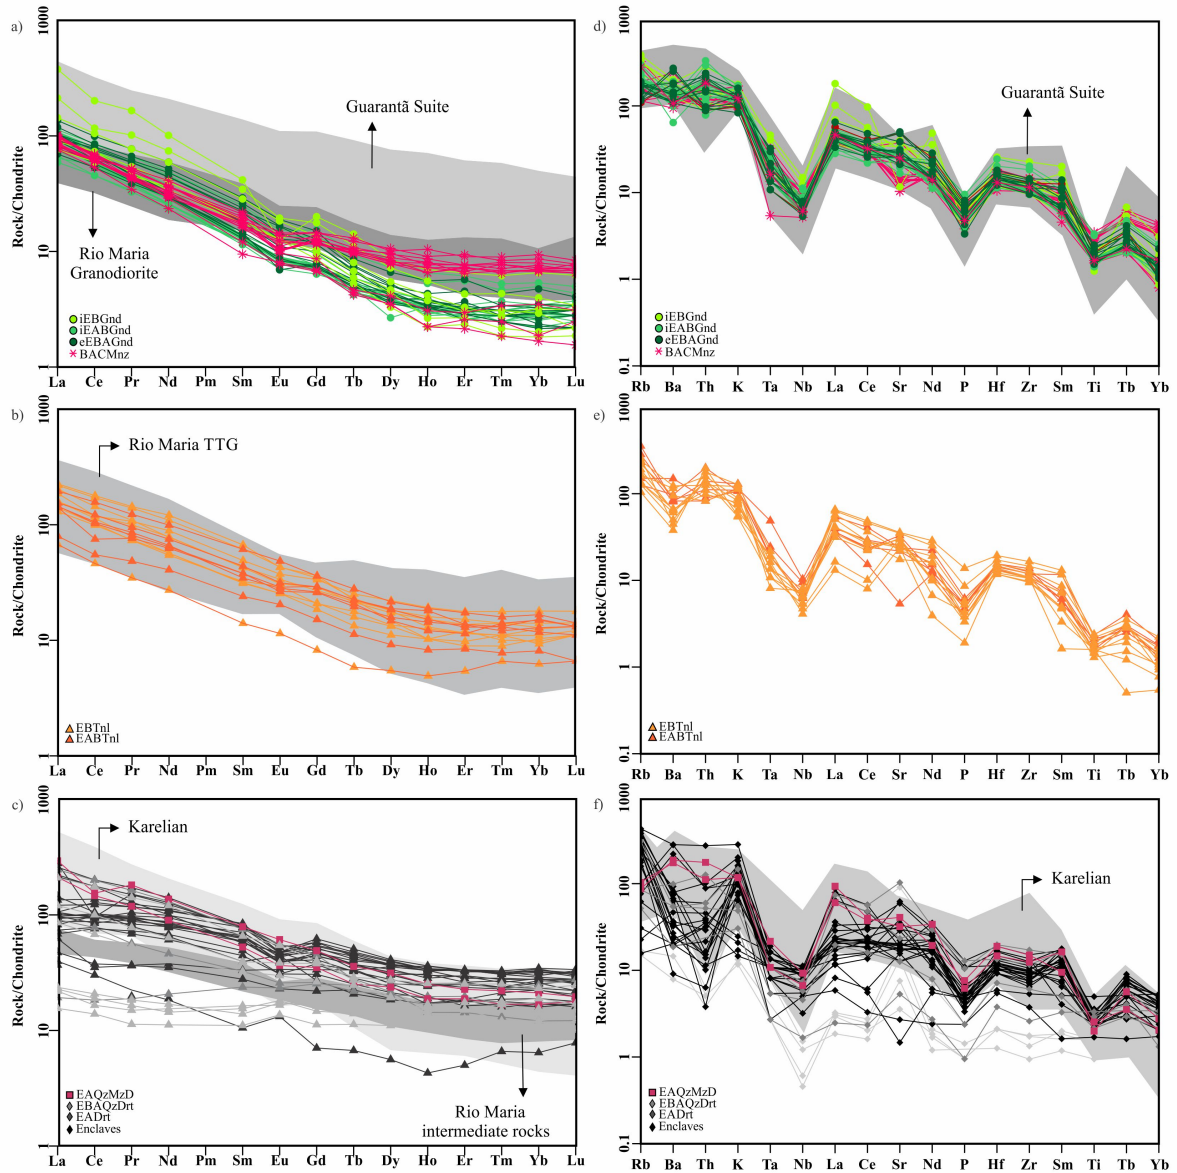 a)
1000
100
10
1
Rock/Chondrite
Guarantã Suite
Rio Maria
Granodiorite
iEBGnd
iEABGnd
eEBAGnd
BACMnz
La Ce Pr Nd Pm Sm Eu Gd Tb Dy Ho Er Tm Yb Lu
d)
1000
100
10
1
0.1
Rock/Chondrite
Guarantã Suite
iEBGnd
iEABGnd
eEBAGnd
BACMnz
Rb Ba Th K Ta Nb La Ce Sr Nd P Hf Zr Sm Ti Tb Yb
b)
1000
100
10
1
Rock/Chondrite
Rio Maria TTG
EBTnl
EABTnl
La Ce Pr Nd Pm Sm Eu Gd Tb Dy Ho Er Tm Yb Lu
e)
1000
100
10
1
0.1
Rock/Chondrite
EBTnl
EABTnl
Rb Ba Th K Ta Nb La Ce Sr Nd P Hf Zr Sm Ti Tb Yb
c)
1000
100
10
1
Rock/Chondrite
Karelian
EAQzMzD
EBAQzDrt
EADrt
Enclaves
Rio Maria
intermediate rocks
La Ce Pr Nd Pm Sm Eu Gd Tb Dy Ho Er Tm Yb Lu
f)
1000
100
10
1
0.1
Rock/Chondrite
Karelian
EAQzMzD
EBAQzDrt
EADrt
Enclaves
Rb Ba Th K Ta Nb La Ce Sr Nd P Hf Zr Sm Ti Tb Yb